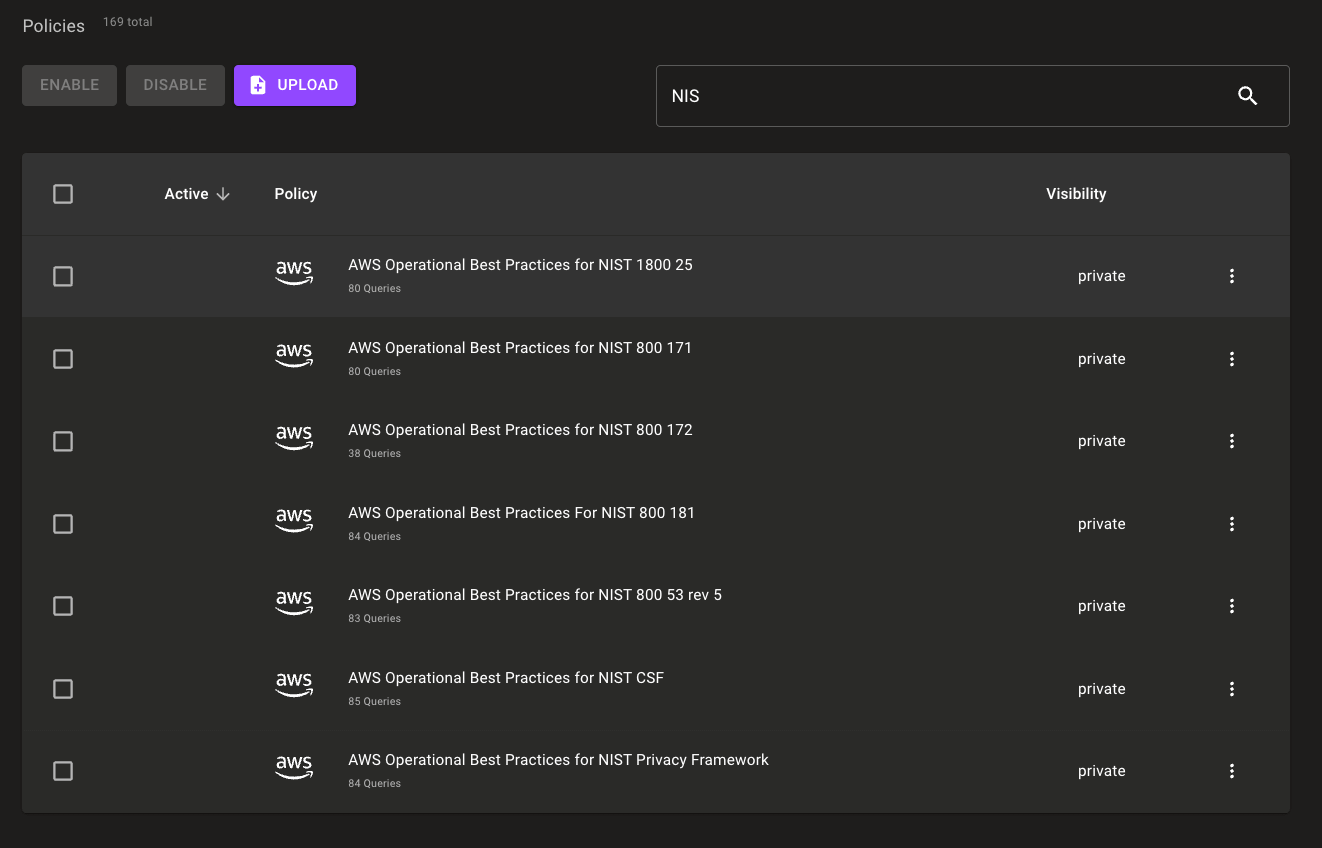 Policies 169 total
ENABLE DISABLE UPLOAD
NIS
Active Policy Visibility
aws AWS Operational Best Practices for NIST 1800 25 private
80 Queries
aws AWS Operational Best Practices for NIST 800 171 private
80 Queries
aws AWS Operational Best Practices for NIST 800 172 private
38 Queries
aws AWS Operational Best Practices For NIST 800 181 private
84 Queries
aws AWS Operational Best Practices for NIST 800 53 rev 5 private
83 Queries
aws AWS Operational Best Practices for NIST CSF private
85 Queries
aws AWS Operational Best Practices for NIST Privacy Framework private
84 Queries